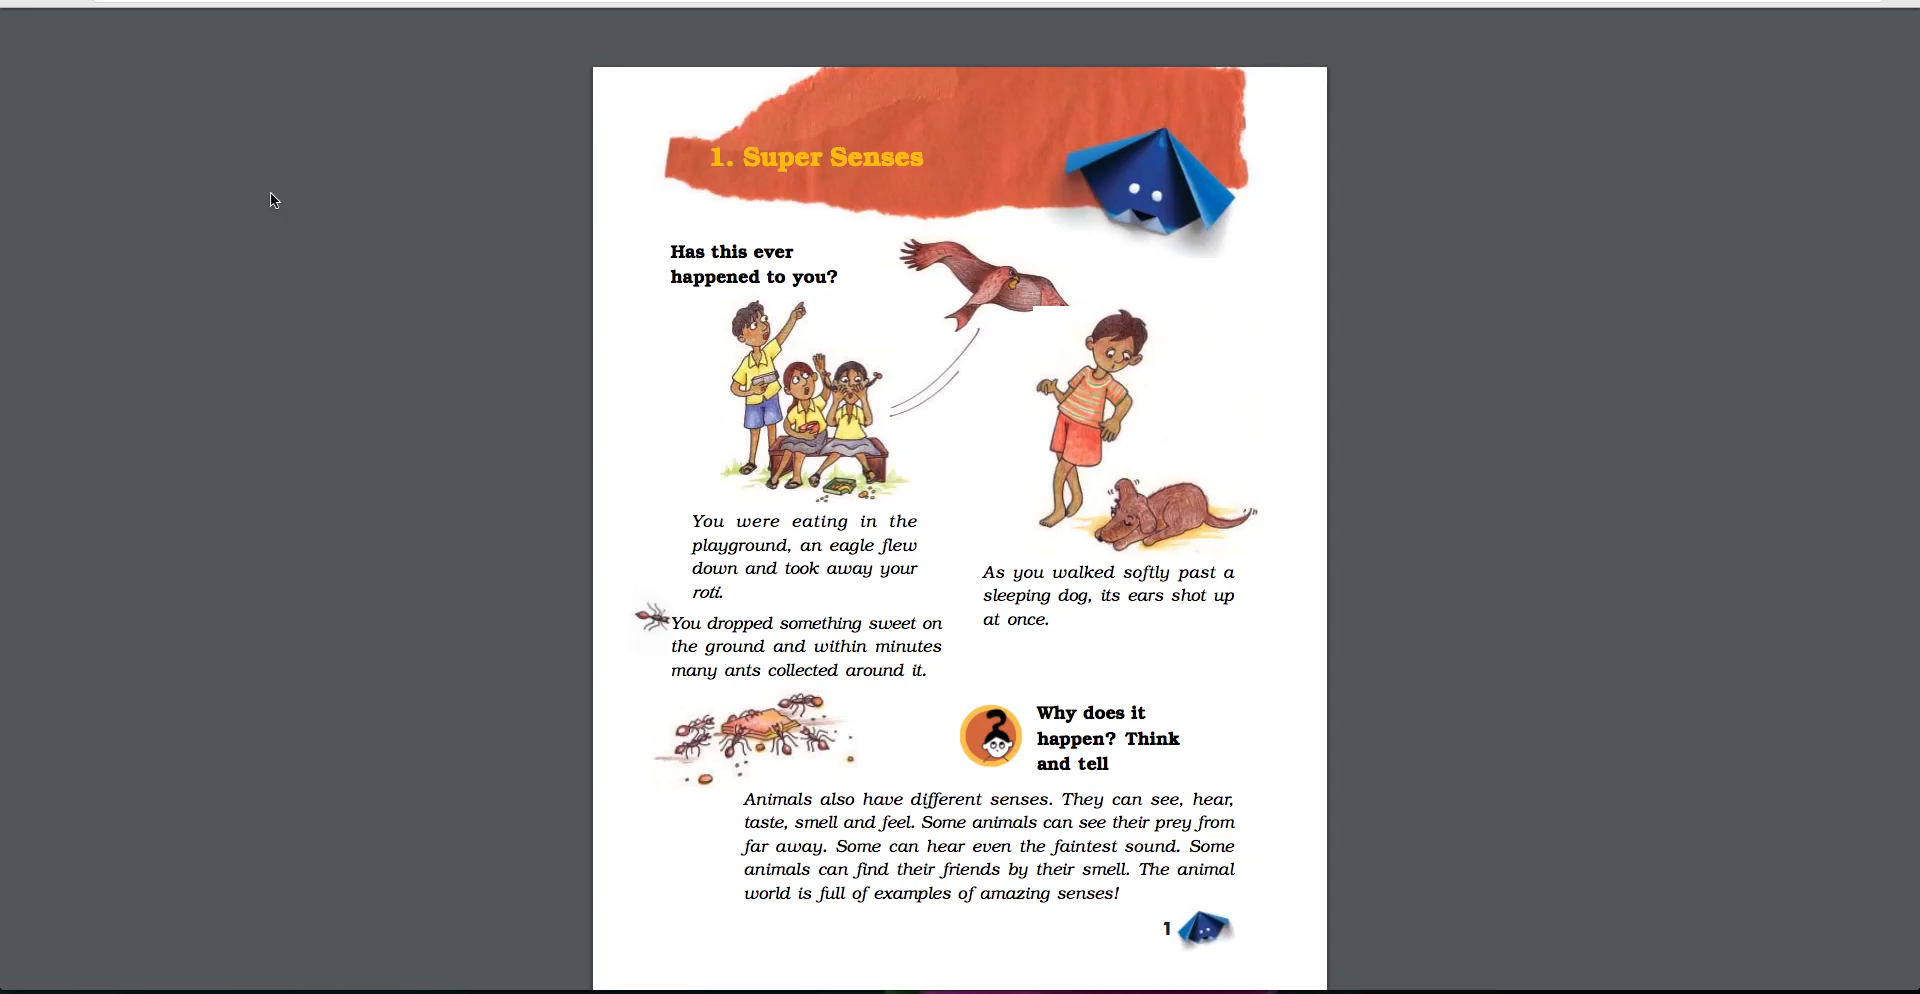 1. Super Senses
Has this ever
happened to you?
You were eating in the
playground, an eagle flew
down and took away your
roti.
As you walked softly past a
sleeping dog, its ears shot up
at once.
You dropped something sweet on
the ground and within minutes
many ants collected around it.
Why does it
happen? Think
and tell
Animals also have different senses. They can see, hear,
taste, smell and feel. Some animals can see their prey from
far away. Some can hear even the faintest sound. Some
animals can find their friends by their smell. The animal
world is full of examples of amazing senses!
1